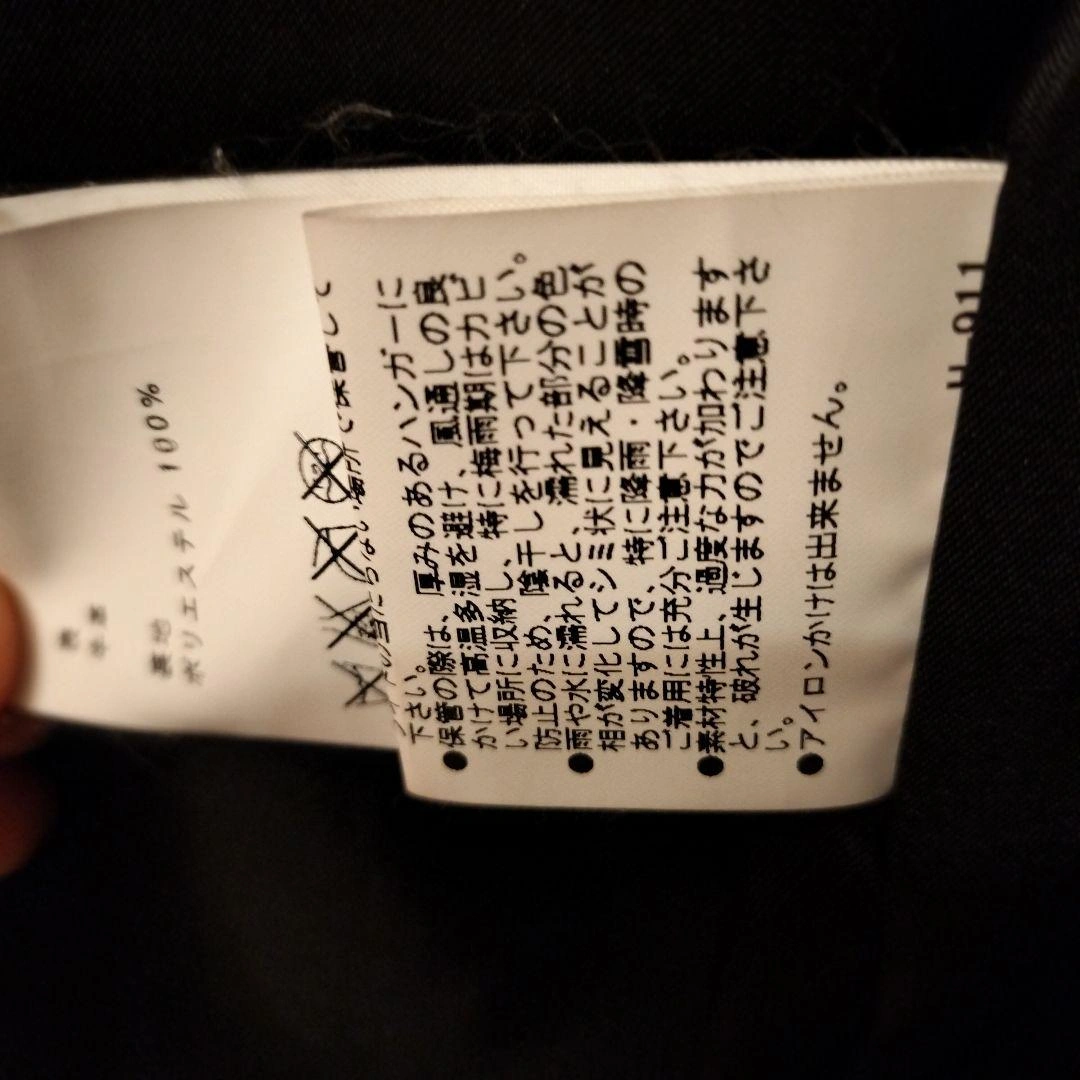 表
牛革
裏地
ポリエステル 100%
で保管して
下さい。
●保管の際は、厚みのあるハンガーに
かけて高温多湿を避け、風通しの良
い場所に収納し、特に梅雨期はカビ
防止のため、陰干しを行って下さい。
●雨や水に濡れると、濡れた部分の色
相が変化してシミ状に見えることが
ありますので、特に降雨・降雪時の
ご着用には充分ご注意下さい。
●素材特性上、過度な力が加わります
と、破れが生じますのでご注意下さ
い。
●アイロンかけは出来ません。